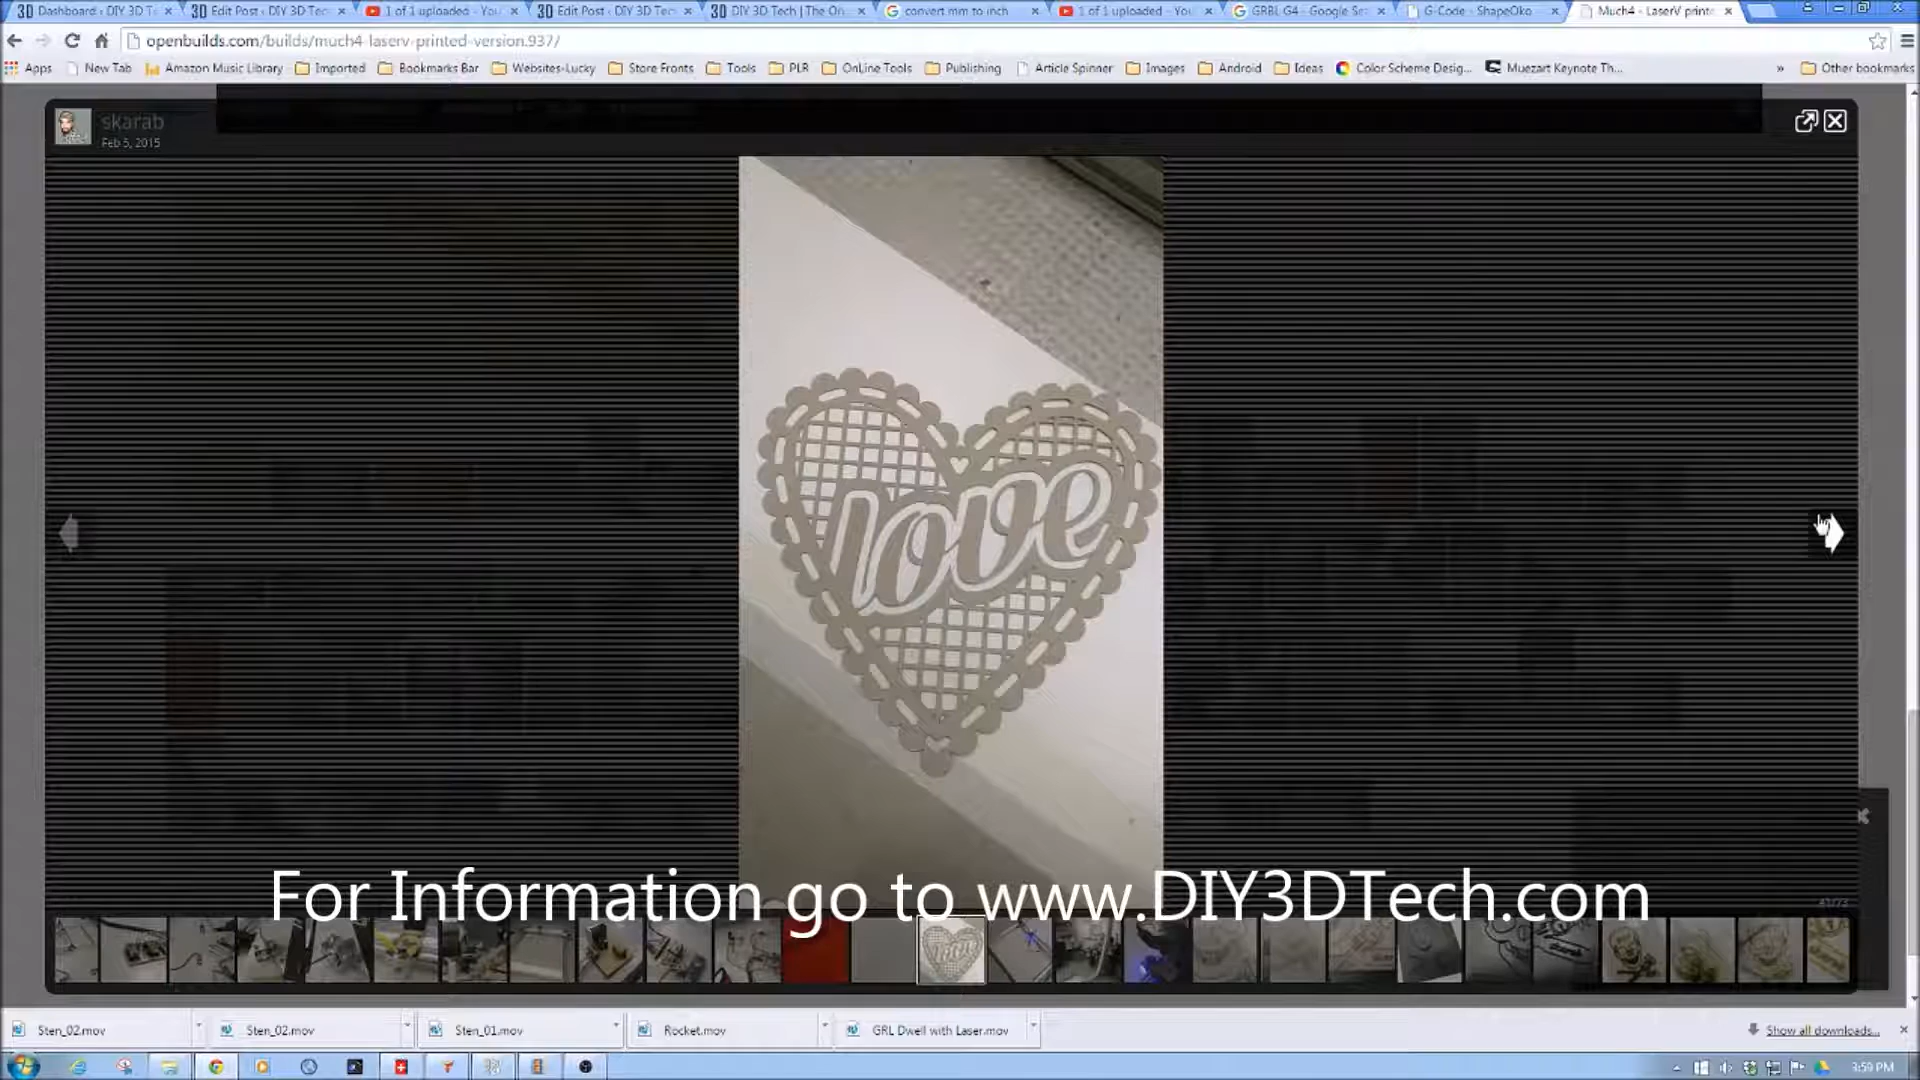 Dashboard ‹ DIY 3D T
Edit Post ‹ DIY 3D Tec
1 of 1 uploaded - You
Edit Post ‹ DIY 3D Tec
DIY 3D Tech | The On
convert mm to inch
1 of 1 uploaded - You
GRBL G4 - Google Se
G-Code - ShapeOko
Much4 - LaserV print
openbuilds.com/builds/much4-laserv-printed-version.937/
Apps
New Tab
Amazon Music Library
Imported
Bookmarks Bar
Websites-Lucky
Store Fronts
Tools
PLR
OnLine Tools
Publishing
Article Spinner
Images
Android
Ideas
Color Scheme Desig...
Muezart Keynote Th...
»
Other bookmarks
skarab
Feb 5, 2015
love
For Information go to www.DIY3DTech.com
Sten_02.mov
Sten_02.mov
Sten_01.mov
Rocket.mov
GRL Dwell with Laser.mov
Show all downloads...
3:59 PM